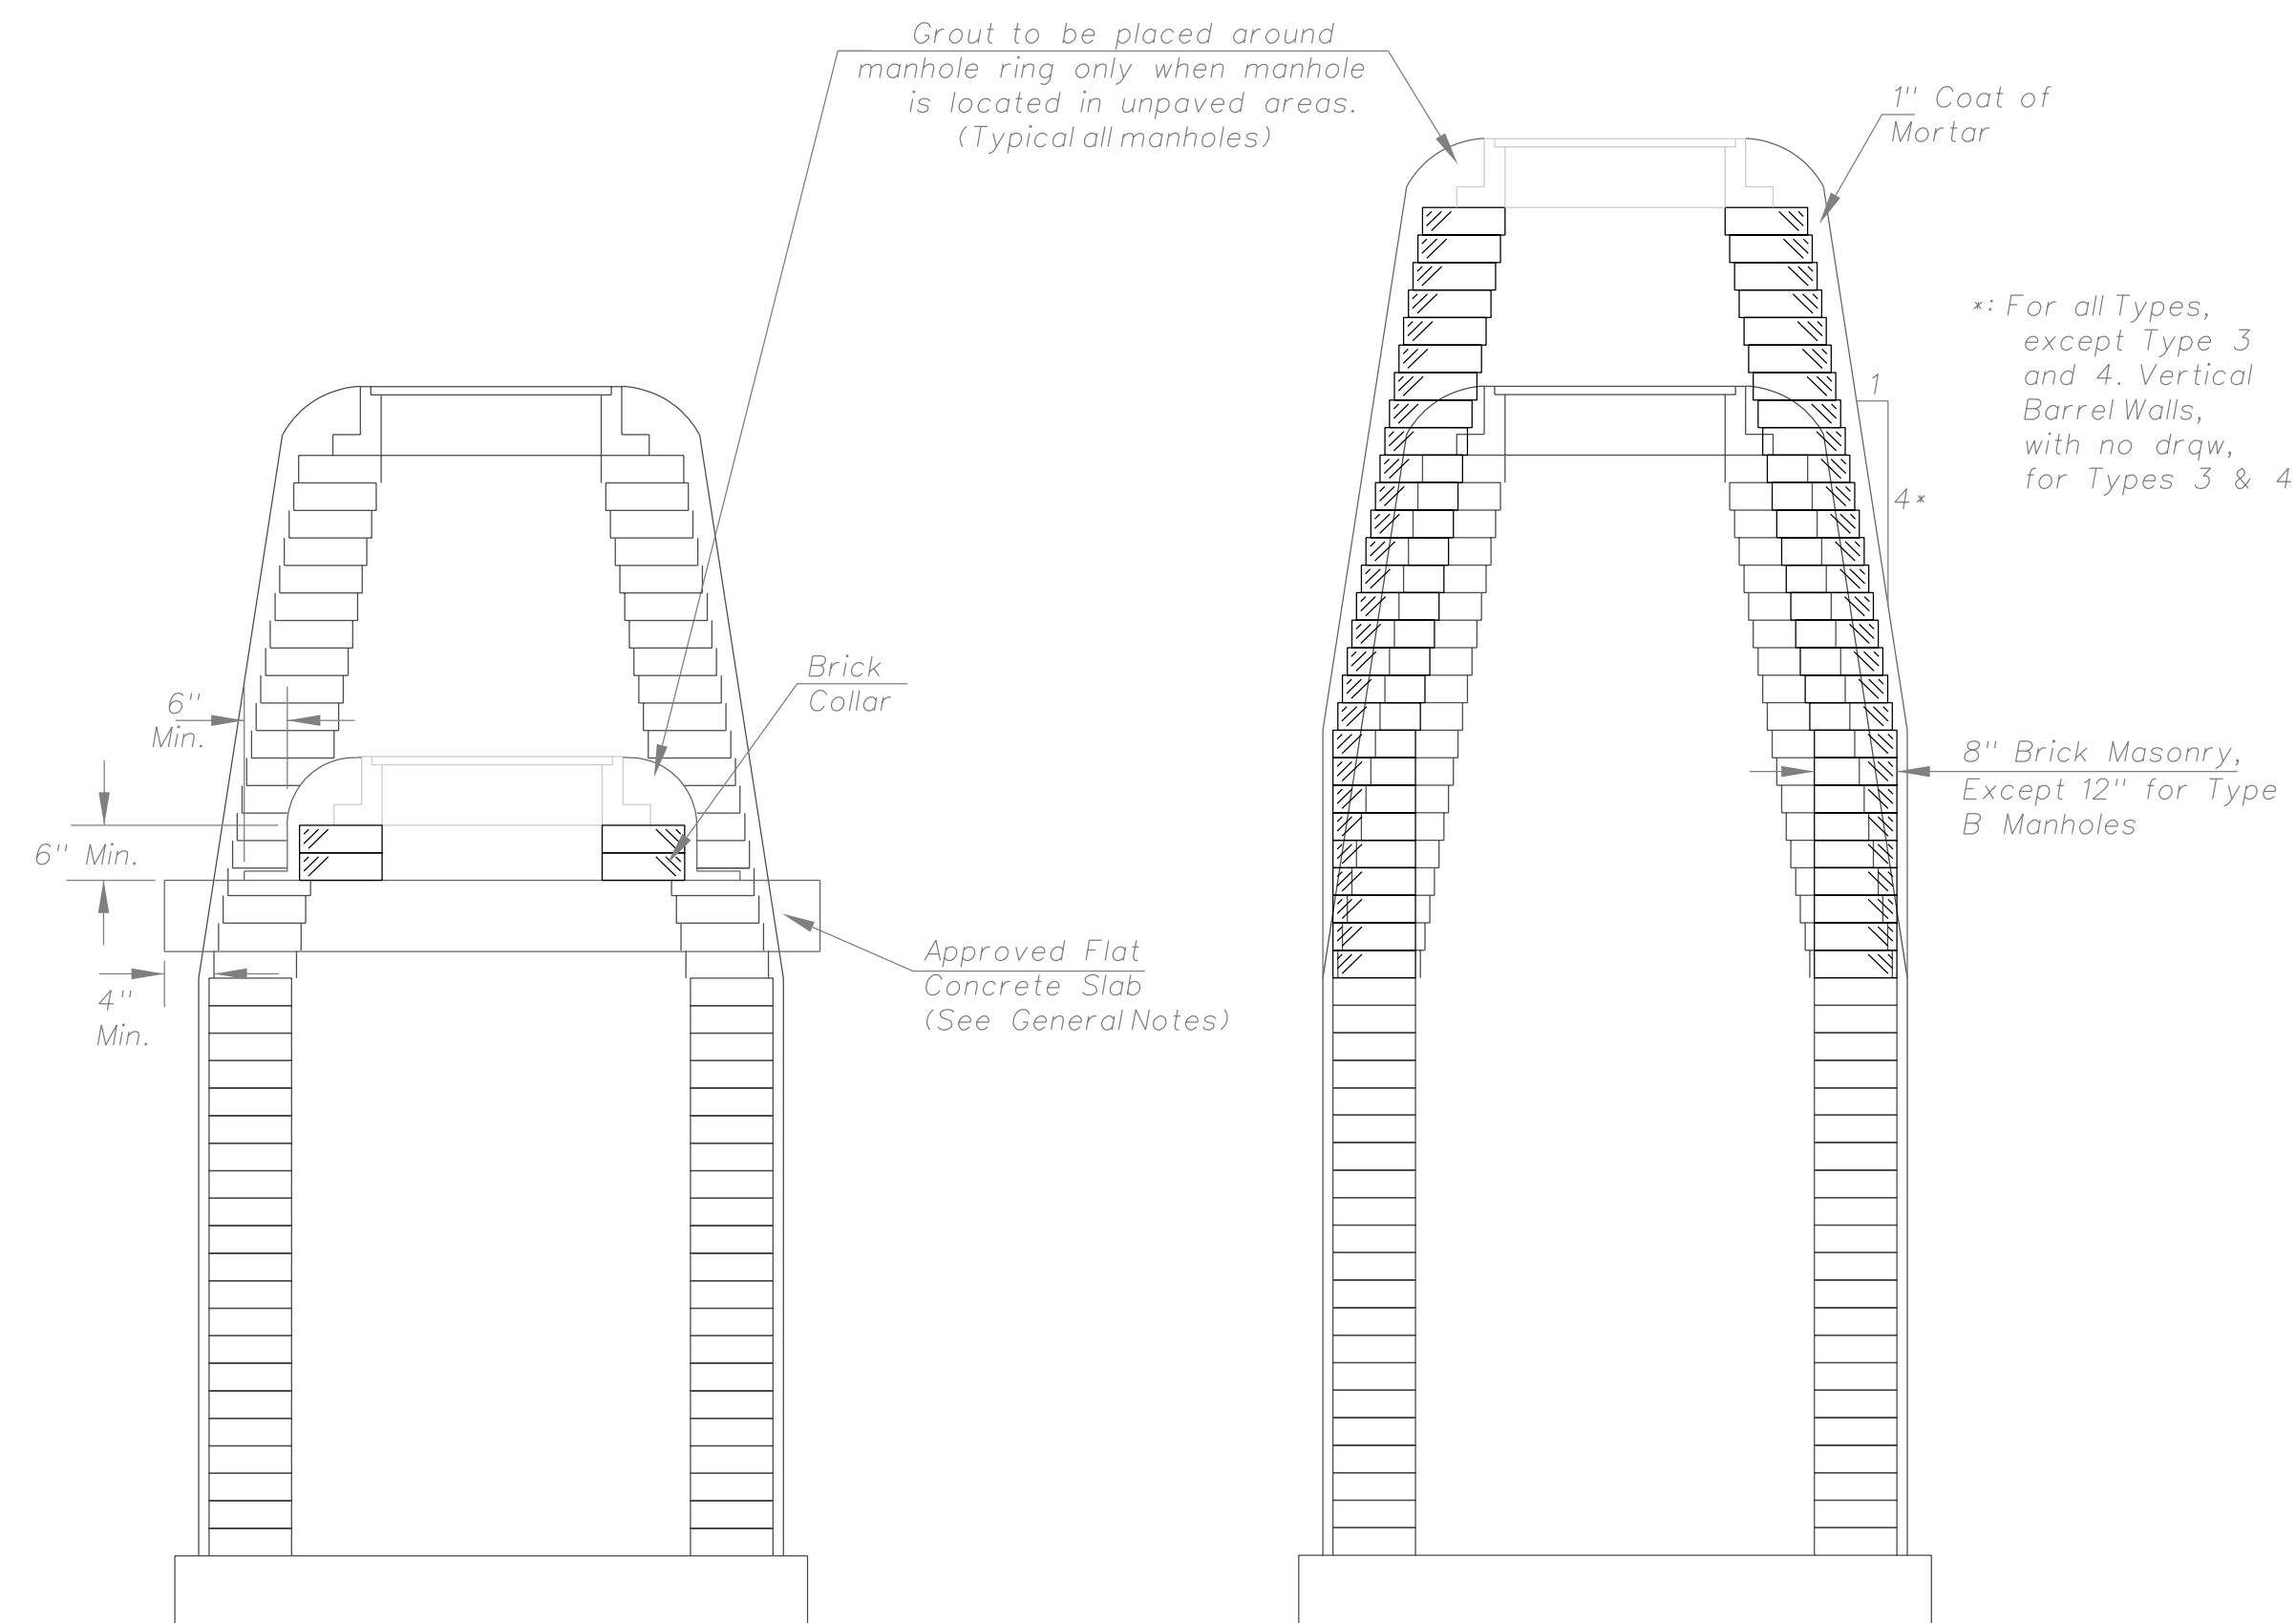 Grout to be placed around
manhole ring only when manhole
is located in unpaved areas.
(Typical all manholes)
1" Coat of
Mortar
*: For all Types,
except Type 3
and 4. Vertical
Barrel Walls,
with no drqw,
for Types 3 & 4
1
4*
Brick
Collar
6"
Min.
8" Brick Masonry,
Except 12" for Type
B Manholes
6" Min.
Approved Flat
Concrete Slab
(See General Notes)
4"
Min.